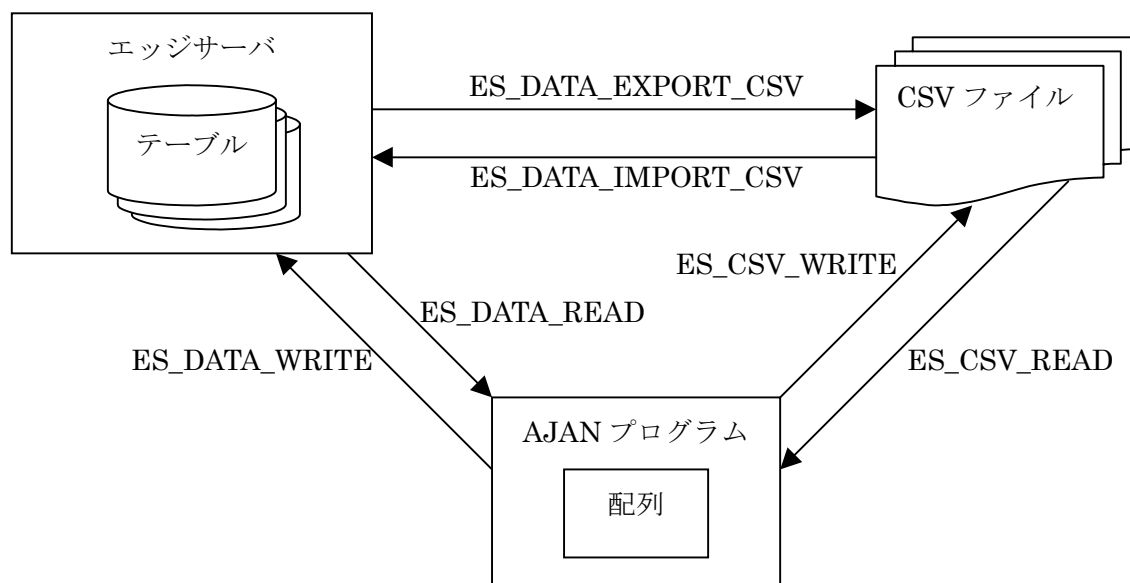 エッジサーバ
テーブル
ES_DATA_EXPORT_CSV
ES_DATA_IMPORT_CSV
CSV ファイル
ES_CSV_WRITE
ES_DATA_READ
ES_DATA_WRITE
ES_CSV_READ
AJAN プログラム
配列